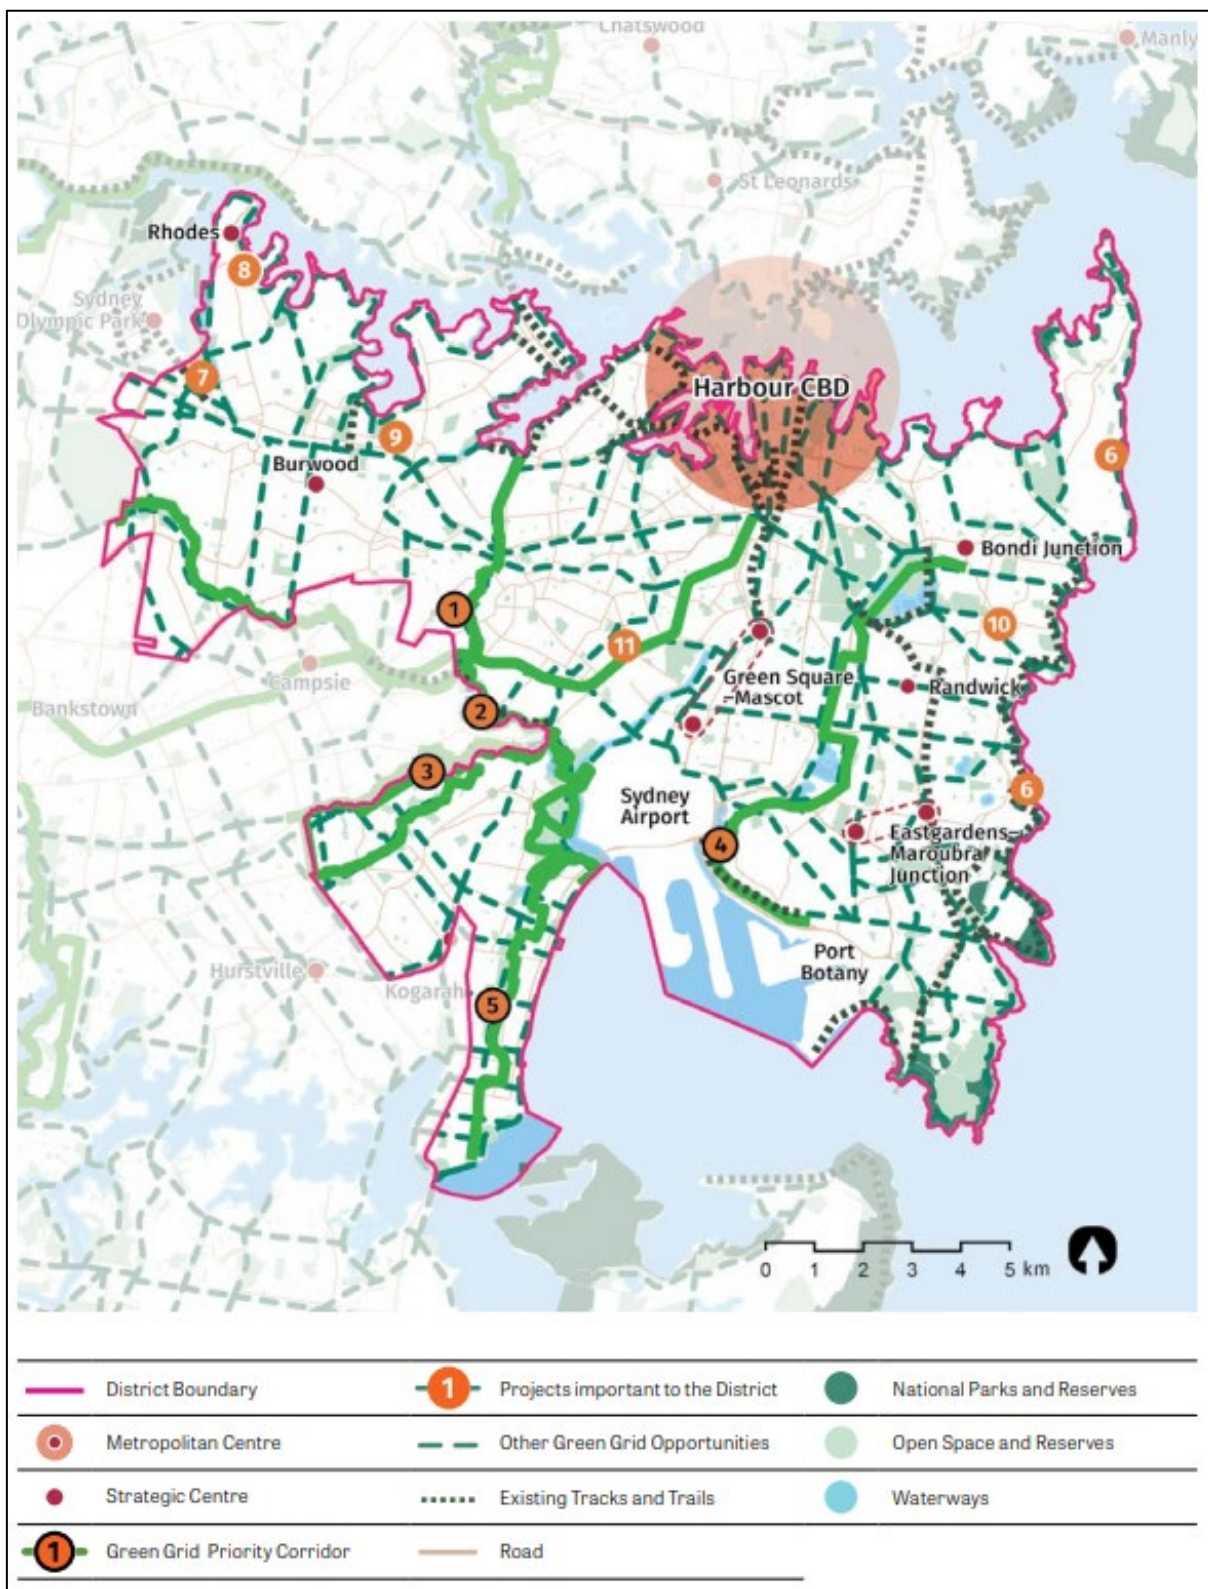 Chatswood
Manly
St Leonards
Rhodes
8
Sydney
Olympic Park
7
Harbour CBD
9
6
Burwood
Bondi Junction
1
10
11
Campsie
Green Square
–Mascot
Randwick
Bankstown
2
3
Sydney
Airport
6
4
Eastgardens–
Maroubra
Junction
Port
Botany
Hurstville
Kogarah
5
0 1 2 3 4 5 km
District Boundary
1 Projects important to the District
National Parks and Reserves
Metropolitan Centre
Other Green Grid Opportunities
Open Space and Reserves
Strategic Centre
Existing Tracks and Trails
Waterways
1 Green Grid Priority Corridor
Road